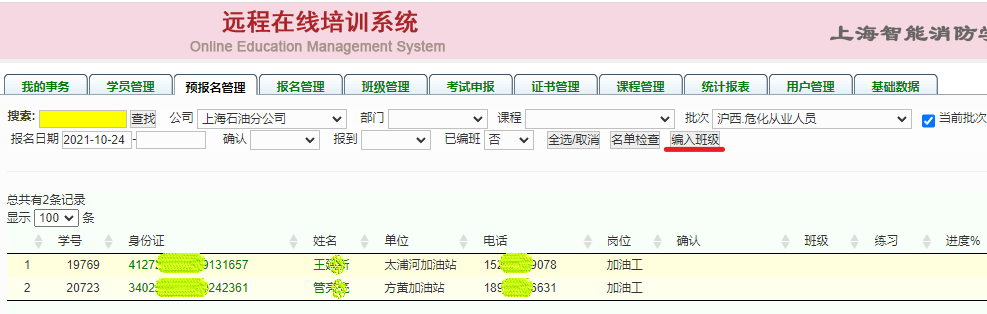 远程在线培训系统
Online Education Management System
上海智能消防学
我的事务 学员管理 预报名管理 报名管理 班级管理 考试申报 证书管理 课程管理 统计报表 用户管理 基础数据
搜索: 查找 公司 上海石油分公司 部门 课程 批次 沪西.危化从业人员 当前批次
报名日期 2021-10-24 - 确认 报到 已编班 否 全选/取消 名单检查 编入班级
总共有2条记录
显示 100 条
学号 身份证 姓名 单位 电话 岗位 确认 班级 练习 进度%
1 19769 4127 9131657 王 新 太浦河加油站 152 9078 加油工
2 20723 3402 242361 管 方黄加油站 189 6631 加油工